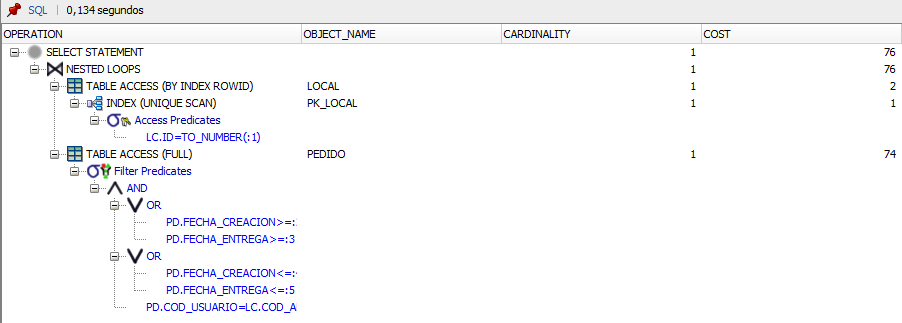 SQL | 0,134 segundos
OPERATION OBJECT_NAME CARDINALITY COST
SELECT STATEMENT 1 76
NESTED LOOPS 1 76
TABLE ACCESS (BY INDEX ROWID) LOCAL 1 2
INDEX (UNIQUE SCAN) PK_LOCAL 1 1
Access Predicates
LC.ID=TO_NUMBER(:1)
TABLE ACCESS (FULL) PEDIDO 1 74
Filter Predicates
AND
OR
PD.FECHA_CREACION>=:
PD.FECHA_ENTREGA>=:3
OR
PD.FECHA_CREACION<=:
PD.FECHA_ENTREGA<=:5
PD.COD_USUARIO=LC.COD_A